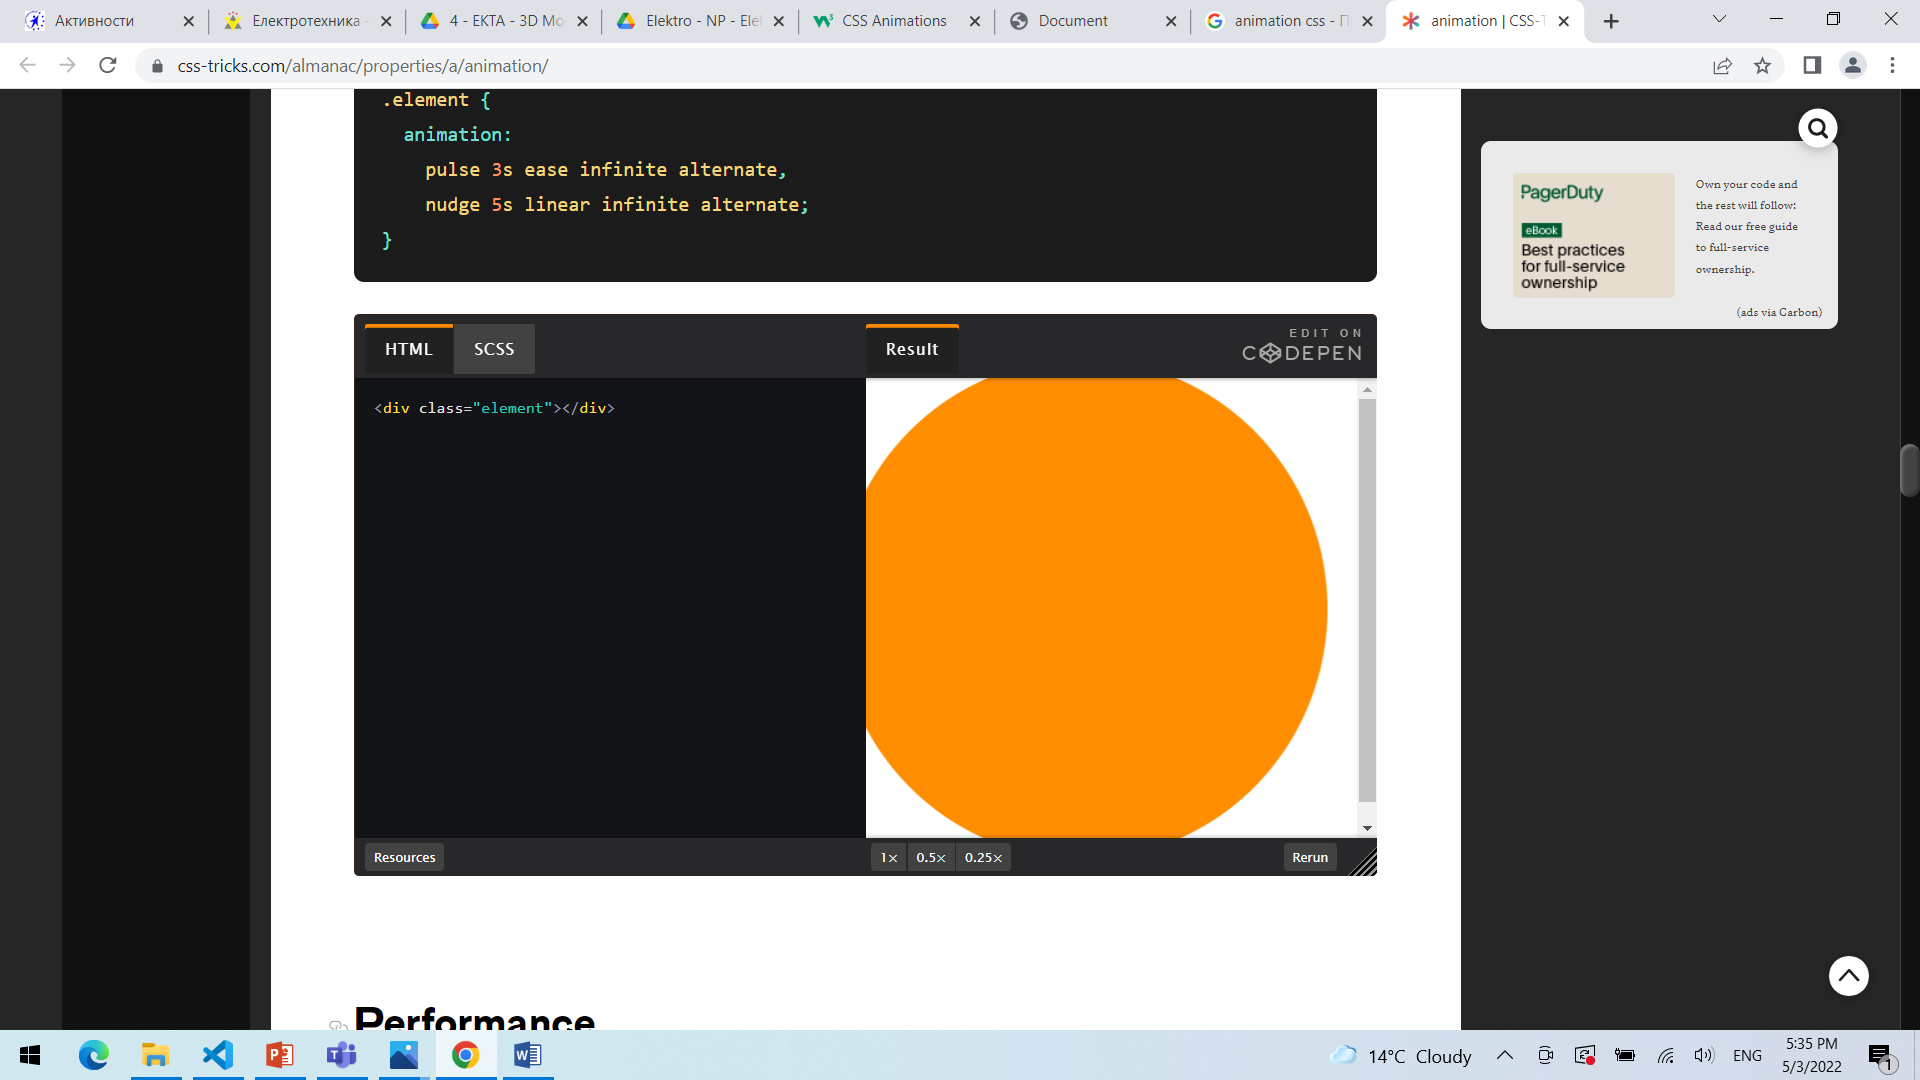 Активности
Електротехника -
4 - EKTA - 3D Mo
Elektro - NP - Ele
CSS Animations
Document
animation css - П
animation | CSS-T
css-tricks.com/almanac/properties/a/animation/
.element {
animation:
pulse 3s ease infinite alternate,
nudge 5s linear infinite alternate;
}
PagerDuty
eBook
Best practices
for full-service
ownership
Own your code and
the rest will follow:
Read our free guide
to full-service
ownership.
(ads via Carbon)
HTML
SCSS
Result
EDIT ON
CODEPEN
<div class="element"></div>
Resources
1×
0.5×
0.25×
Rerun
Performance
14°C Cloudy
ENG
5:35 PM
5/3/2022
1